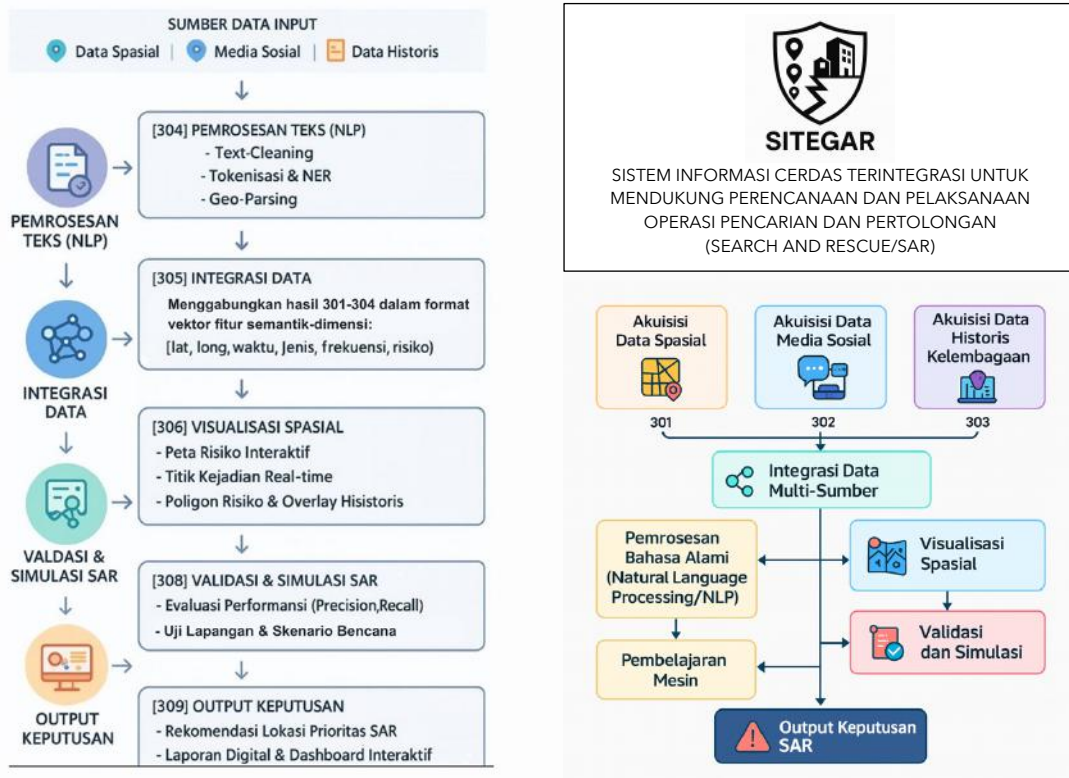 SUMBER DATA INPUT
Data Spasial | Media Sosial | Data Historis
[304] PEMROSESAN TEKS (NLP)
- Text-Cleaning
- Tokenisasi & NER
- Geo-Parsing
PEMROSESAN
TEKS (NLP)
[305] INTEGRASI DATA
Menggabungkan hasil 301-304 dalam format
vektor fitur semantik-dimensi:
[lat, long, waktu, Jenis, frekuensi, risiko)
INTEGRASI
DATA
[306] VISUALISASI SPASIAL
- Peta Risiko Interaktif
- Titik Kejadian Real-time
- Poligon Risiko & Overlay Hisistoris
VALDASI &
SIMULASI SAR
[308] VALIDASI & SIMULASI SAR
- Evaluasi Performansi (Precision,Recall)
- Uji Lapangan & Skenario Bencana
OUTPUT
KEPUTUSAN
[309] OUTPUT KEPUTUSAN
- Rekomendasi Lokasi Prioritas SAR
- Laporan Digital & Dashboard Interaktif
SITEGAR
SISTEM INFORMASI CERDAS TERINTEGRASI UNTUK
MENDUKUNG PERENCANAAN DAN PELAKSANAAN
OPERASI PENCARIAN DAN PERTOLONGAN
(SEARCH AND RESCUE/SAR)
Akuisisi
Data Spasial
Akuisisi Data
Media Sosial
Akuisisi Data
Historis
Kelembagaan
301
302
303
Integrasi Data
Multi-Sumber
Pemrosesan
Bahasa Alami
(Natural Language
Processing/NLP)
Visualisasi
Spasial
Pembelajaran
Mesin
Validasi
dan Simulasi
Output Keputusan
SAR